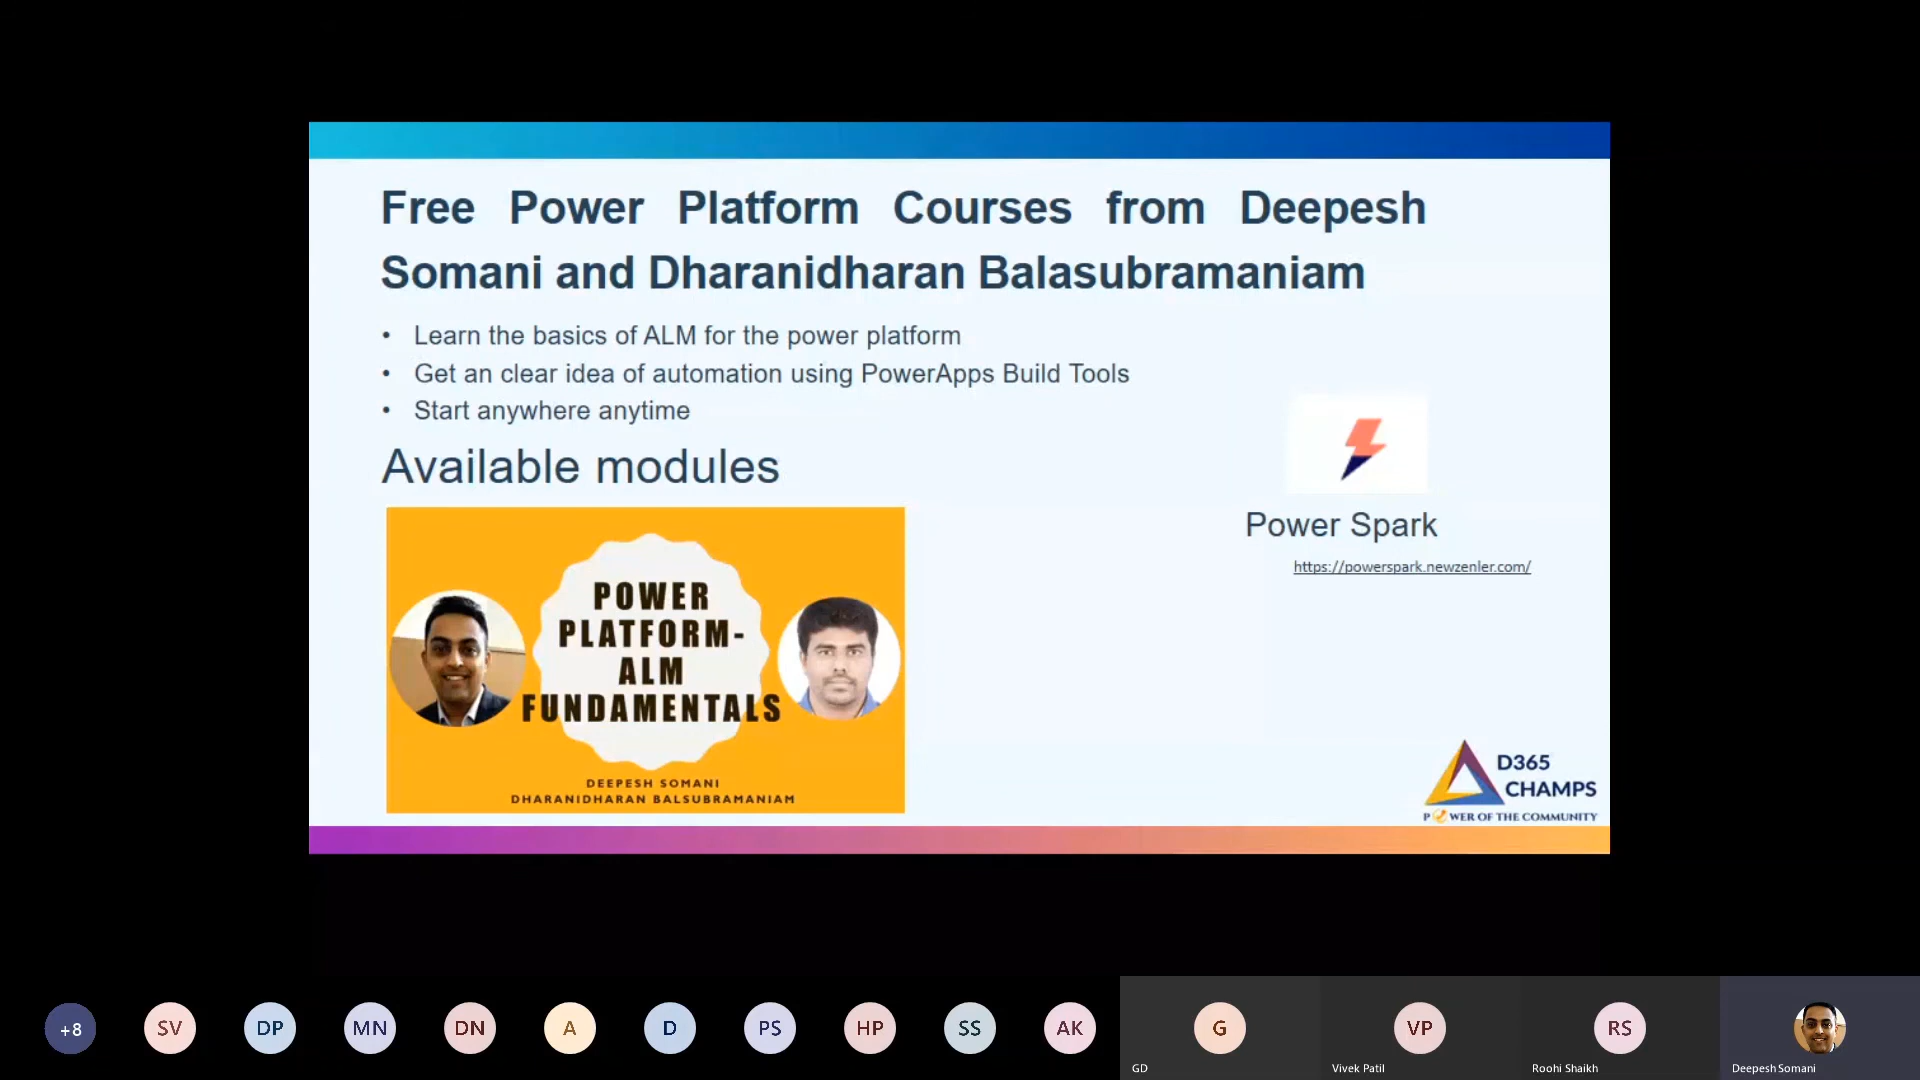 Free Power Platform Courses from Deepesh
Somani and Dharanidharan Balasubramaniam
• Learn the basics of ALM for the power platform
• Get an clear idea of automation using PowerApps Build Tools
• Start anywhere anytime
Available modules
POWER
PLATFORM-
ALM
FUNDAMENTALS
DEEPESH SOMANI
DHARANIDHARAN BALSUBRAMANIAM
Power Spark
https://powerspark.newzenler.com/
D365
CHAMPS
POWER OF THE COMMUNITY
+8
SV
DP
MN
DN
A
D
PS
HP
SS
AK
G
GD
VP
Vivek Patil
RS
Roohi Shaikh
Deepesh Somani